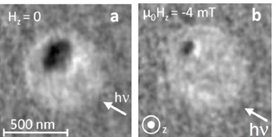 H_z = 0
a
hν
500 nm
μ₀H_z = -4 mT
b
z
hν